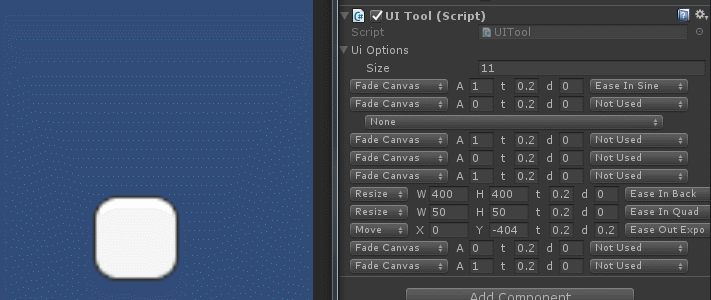 UI Tool (Script)
Script UITool
Ui Options
Size 11
Fade Canvas A 1 t 0.2 d 0 Ease In Sine
Fade Canvas A 0 t 0.2 d 0 Not Used
None
Fade Canvas A 1 t 0.2 d 0 Not Used
Fade Canvas A 0 t 0.2 d 0 Not Used
Fade Canvas A 1 t 0.2 d 0 Not Used
Resize W 400 H 400 t 0.2 d 0 Ease In Back
Resize W 50 H 50 t 0.2 d 0 Ease In Quad
Move X 0 Y -404 t 0.2 d 0.2 Ease Out Expo
Fade Canvas A 0 t 0.2 d 0 Not Used
Fade Canvas A 1 t 0.2 d 0 Not Used
Add Component